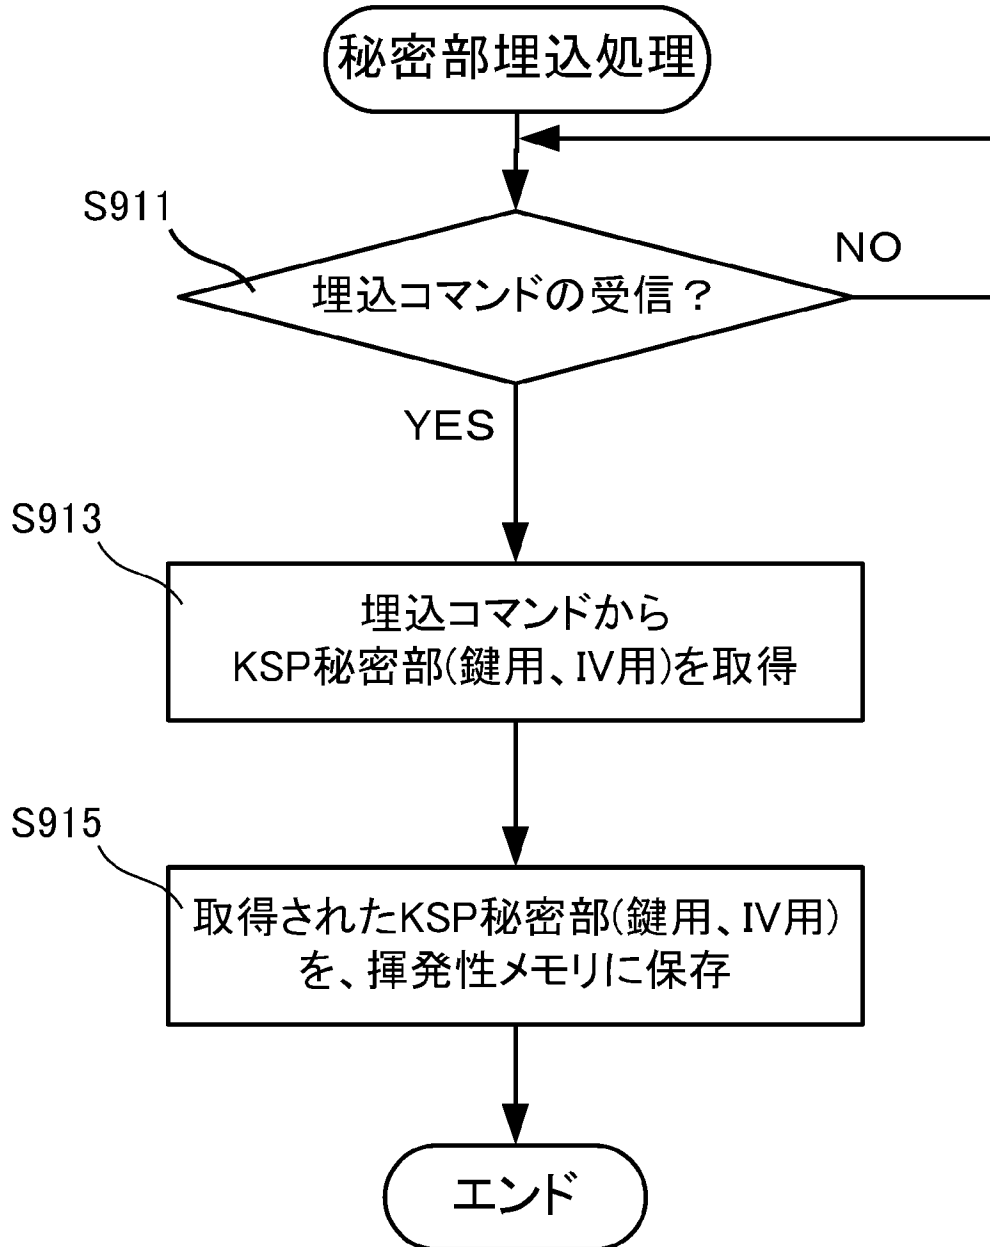 秘密部埋込処理
S911
NO
埋込コマンドの受信？
YES
S913
埋込コマンドから
KSP秘密部(鍵用、IV用)を取得
S915
取得されたKSP秘密部(鍵用、IV用)
を、揮発性メモリに保存
エンド